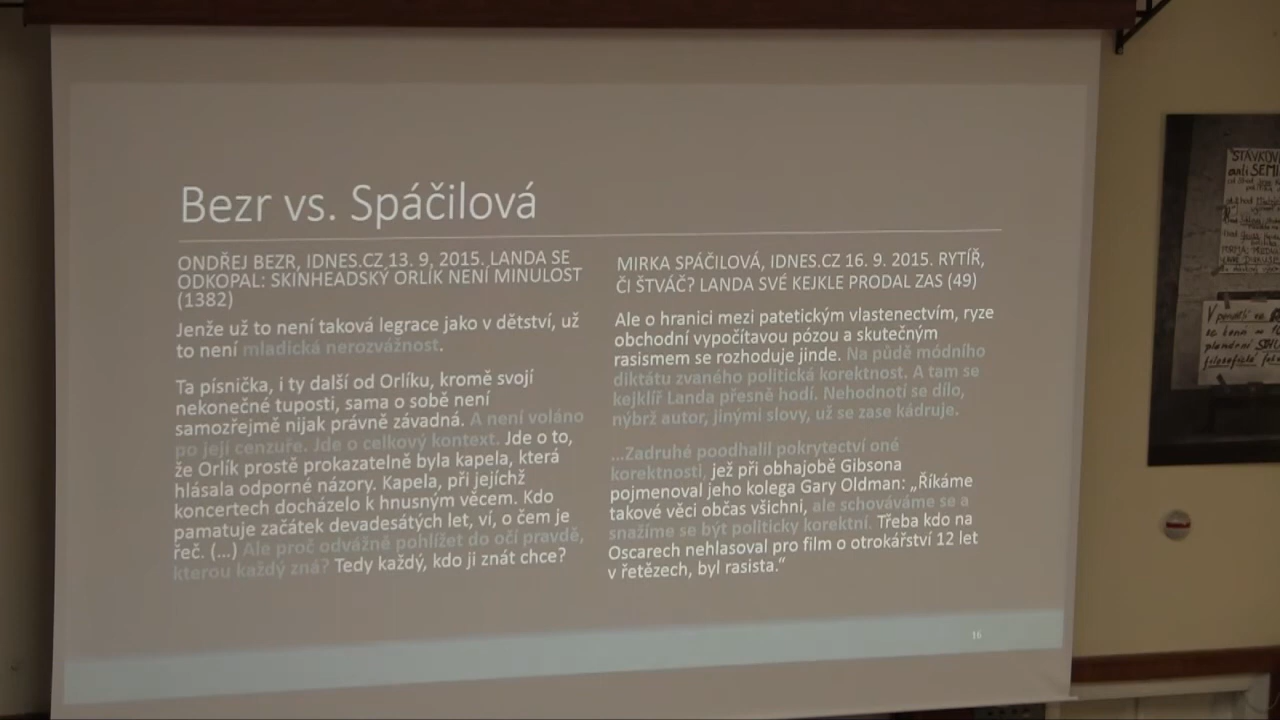 Bezr vs. Spáčilová
ONDŘEJ BEZR, IDNES.CZ 13. 9. 2015. LANDA SE
ODKOPAL: SKINHEADSKÝ ORLÍK NENÍ MINULOST
(1382)
Jenže už to není taková legrace jako v dětství, už
to není mladická nerozvážnost.
Ta písnička, i ty další od Orlíku, kromě svojí
nekonečné tuposti, sama o sobě není
samozřejmě nijak právně závadná. A není voláno
po její cenzuře. Jde o celkový kontext. Jde o to,
že Orlík prostě prokazatelně byla kapela, která
hlásala odporné názory. Kapela, při jejíchž
koncertech docházelo k hnusným věcem. Kdo
pamatuje začátek devadesátých let, ví, o čem je
řeč. (...) Ale proč odvážně pohlížet do očí pravdě,
kterou každý zná? Tedy každý, kdo ji znát chce?
MIRKA SPÁČILOVÁ, IDNES.CZ 16. 9. 2015. RYTÍŘ,
ČI ŠTVÁČ? LANDA SVÉ KEJKLE PRODAL ZAS (49)
Ale o hranici mezi patetickým vlastenectvím, ryze
obchodní vypočítavou pózou a skutečným
rasismem se rozhoduje jinde. Na půdě módního
diktátu zvaného politická korektnost. A tam se
kejklíř Landa přesně hodí. Nehodnotí se dílo,
nýbrž autor, jinými slovy, už se zase kádruje.
...Zadruhé poodhalil pokrytectví oné
korektnosti, jež při obhajobě Gibsona
pojmenoval jeho kolega Gary Oldman: „Říkáme
takové věci občas všichni, ale schováváme se a
snažíme se být politicky korektní. Třeba kdo na
Oscarech nehlasoval pro film o otrokářství 12 let
v řetězech, byl rasista.“
16
STÁVKOV
anti SEMI